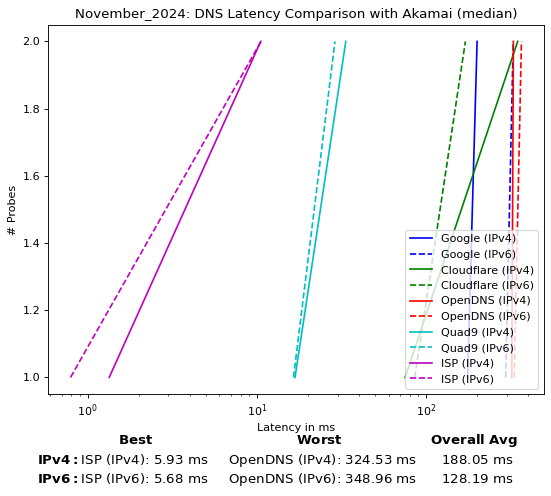 November_2024: DNS Latency Comparison with Akamai (median)
# Probes
2.0
1.8
1.6
1.4
1.2
1.0
Google (IPv4)
Google (IPv6)
Cloudflare (IPv4)
Cloudflare (IPv6)
OpenDNS (IPv4)
OpenDNS (IPv6)
Quad9 (IPv4)
Quad9 (IPv6)
ISP (IPv4)
ISP (IPv6)
10⁰ 10¹ 10²
Latency in ms
Best Worst Overall Avg
IPv4: ISP (IPv4): 5.93 ms OpenDNS (IPv4): 324.53 ms 188.05 ms
IPv6: ISP (IPv6): 5.68 ms OpenDNS (IPv6): 348.96 ms 128.19 ms